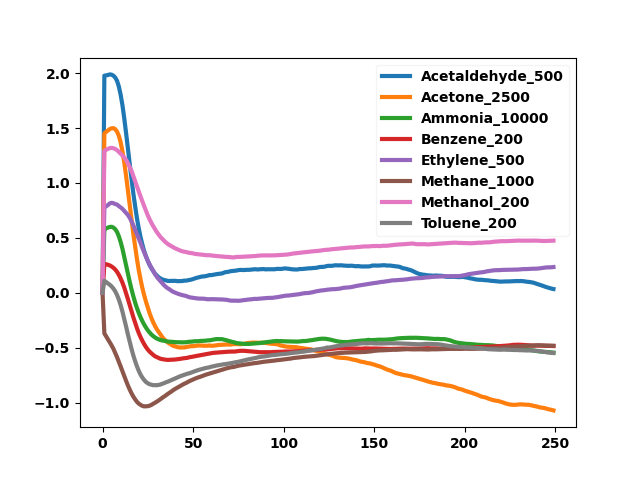 2.0
1.5
1.0
0.5
0.0
−0.5
−1.0
0
50
100
150
200
250
Acetaldehyde_500
Acetone_2500
Ammonia_10000
Benzene_200
Ethylene_500
Methane_1000
Methanol_200
Toluene_200